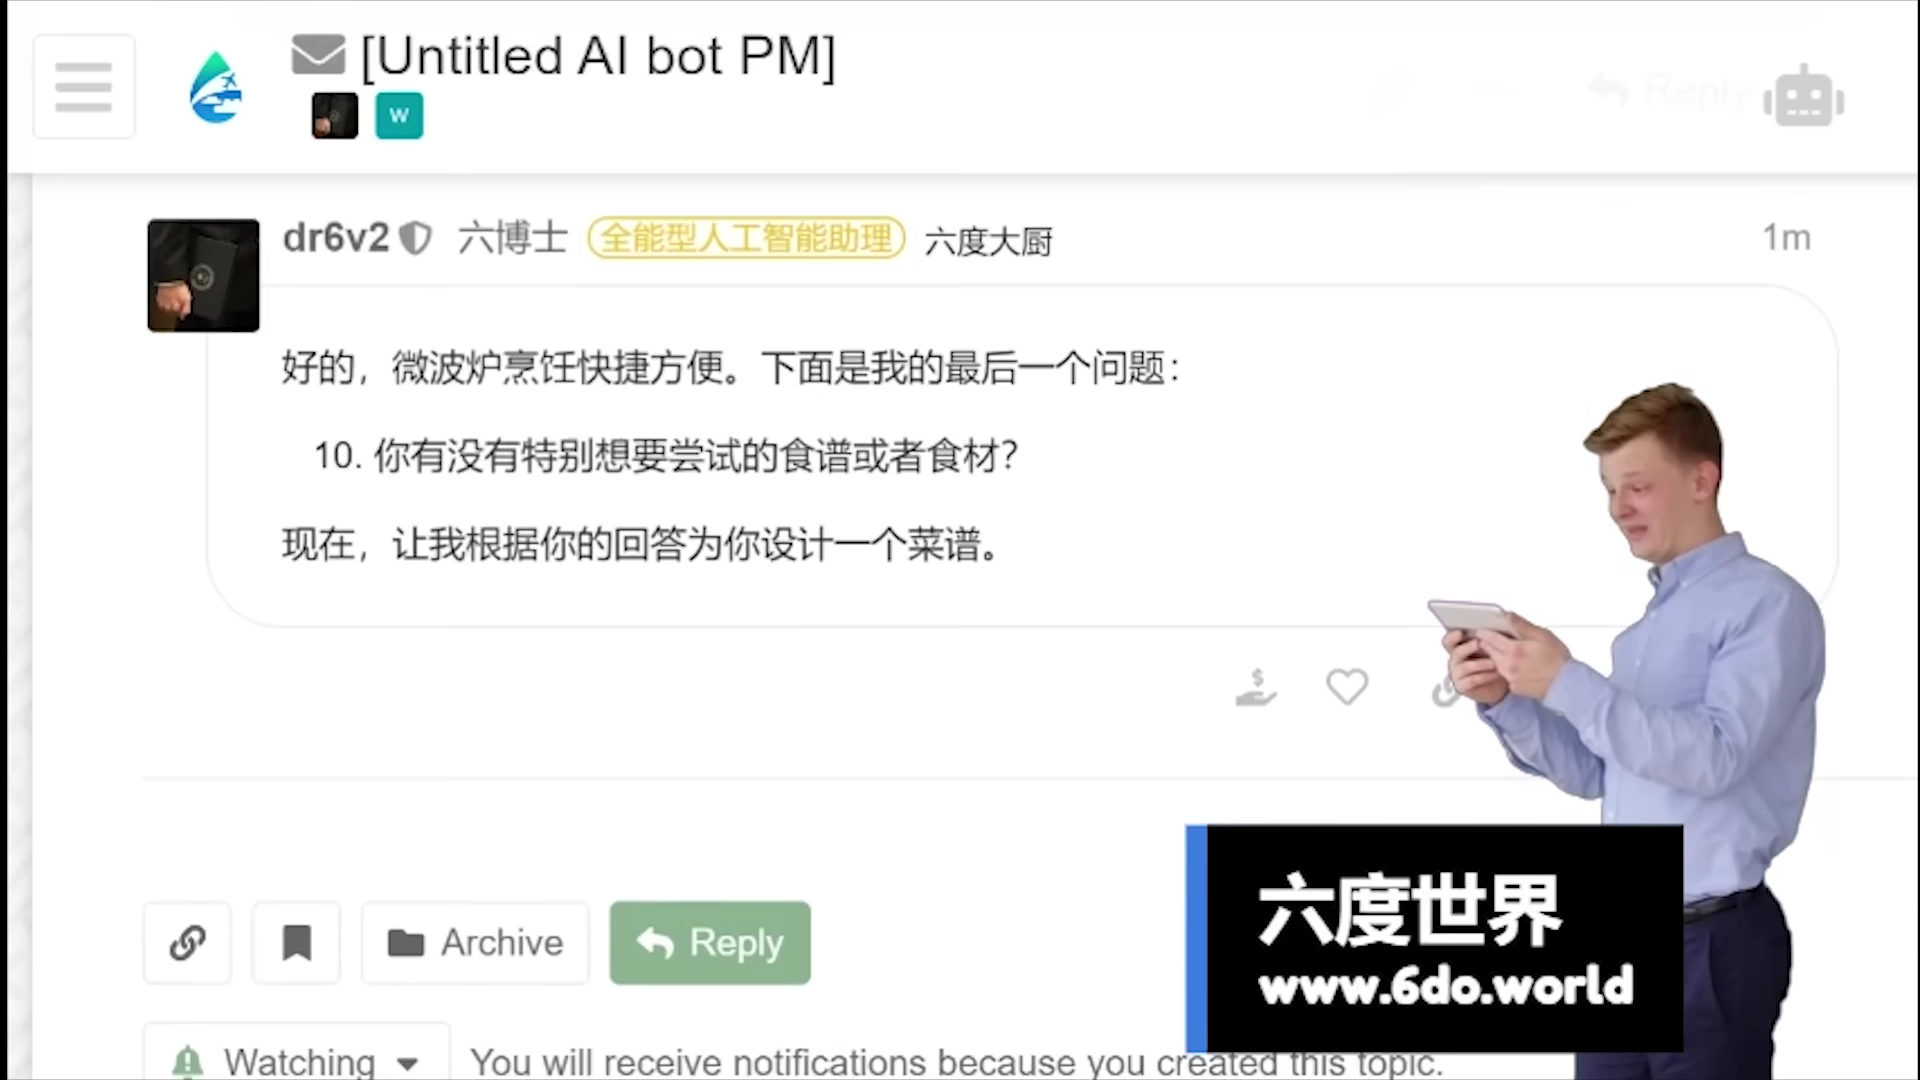 [Untitled AI bot PM]
W
Reply
dr6v2 六博士 全能型人工智能助理 六度大厨 1m
好的，微波炉烹饪快捷方便。下面是我的最后一个问题：
10. 你有没有特别想要尝试的食谱或者食材？
现在，让我根据你的回答为你设计一个菜谱。
Archive
Reply
六度世界
www.6do.world
Watching
You will receive notifications because you created this topic.